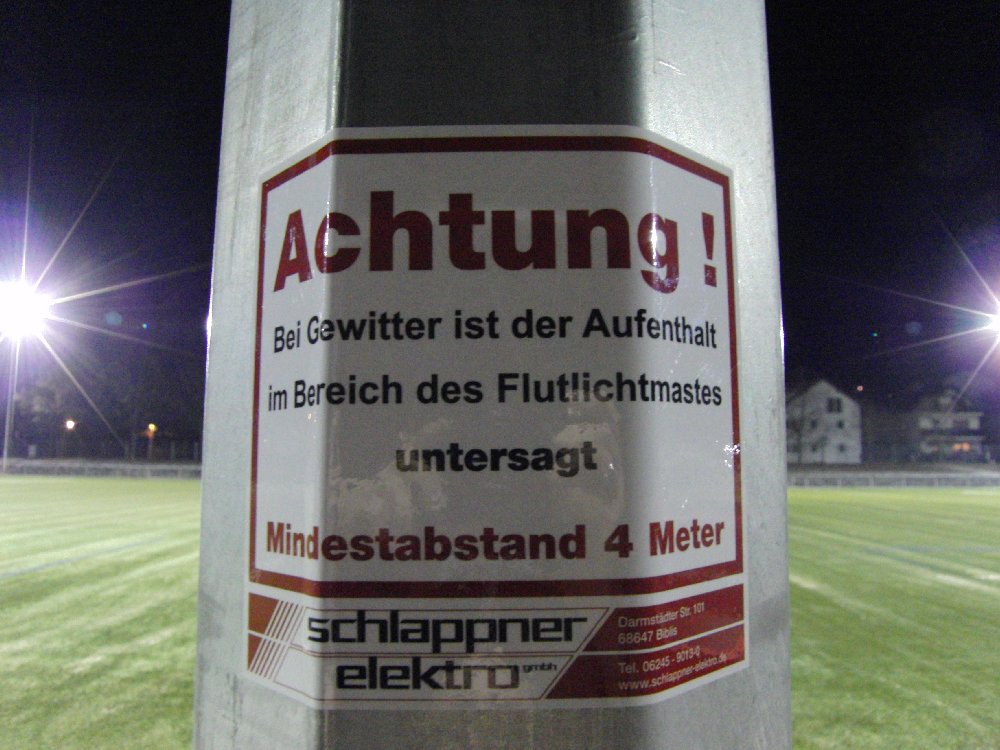 Achtung !
Bei Gewitter ist der Aufenthalt
im Bereich des Flutlichtmastes
untersagt
Mindestabstand 4 Meter
schlappner
elektro gmbh
Darmstädter Str. 101
68647 Biblis
Tel. 06245 - 9013-0
www.schlappner-elektro.de